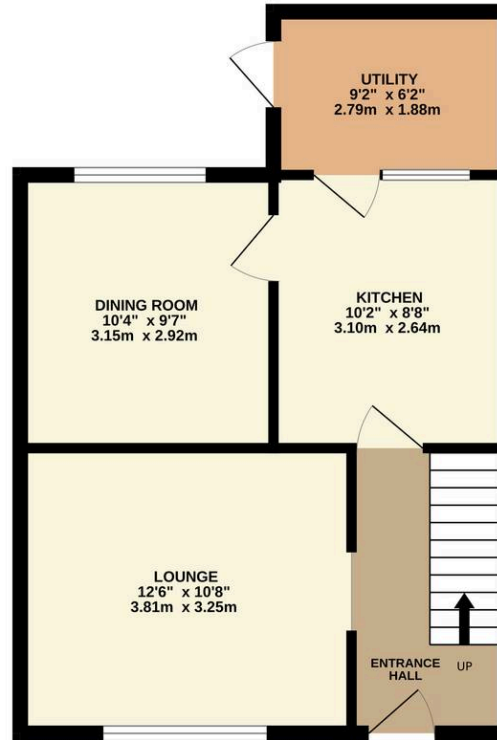 UTILITY
9'2" x 6'2"
2.79m x 1.88m
DINING ROOM
10'4" x 9'7"
3.15m x 2.92m
KITCHEN
10'2" x 8'8"
3.10m x 2.64m
LOUNGE
12'6" x 10'8"
3.81m x 3.25m
ENTRANCE
HALL
UP